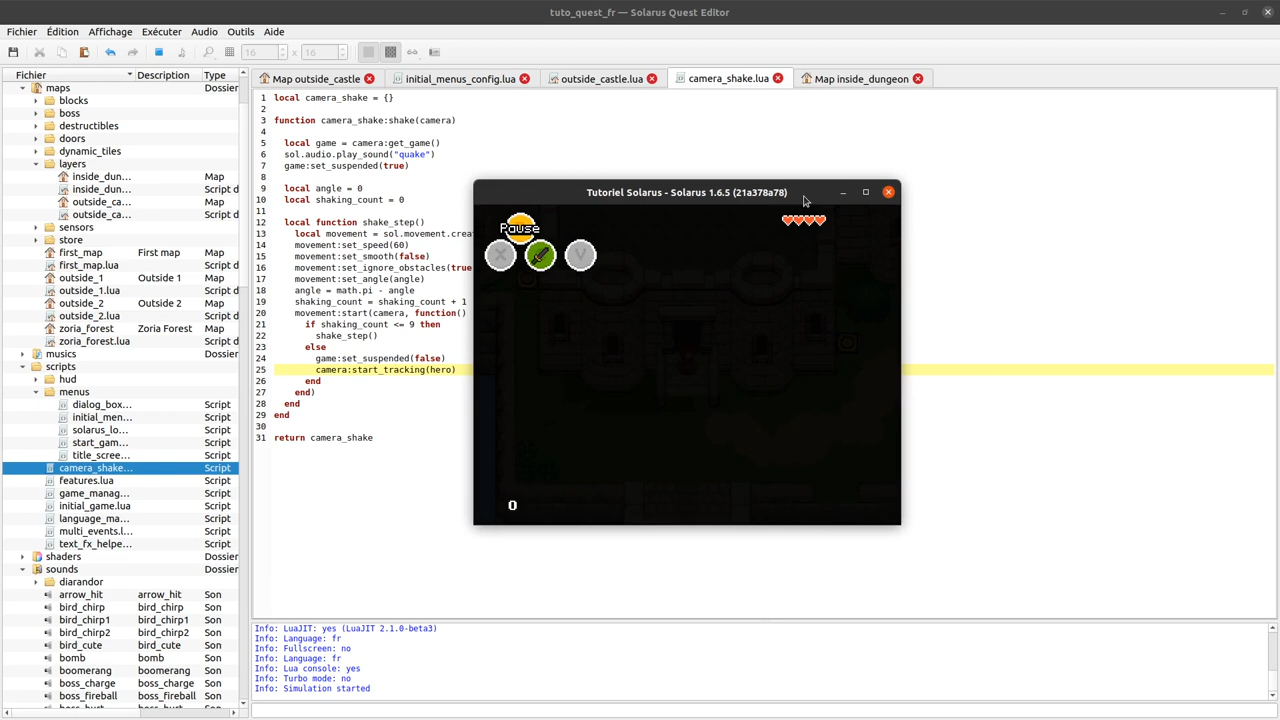 tuto_quest_fr — Solarus Quest Editor
Fichier Édition Affichage Exécuter Audio Outils Aide
16 x 16
Fichier Description Type
maps Dossier
blocks Dossier
boss Dossier
destructibles Dossier
doors Dossier
dynamic_tiles Dossier
layers Dossier
inside_dun... Map
inside_dun... Script d
outside_ca... Map
outside_ca... Script d
sensors Dossier
store Dossier
first_map First map Map
first_map.lua Script d
outside_1 Outside 1 Map
outside_1.lua Script d
outside_2 Outside 2 Map
outside_2.lua Script d
zoria_forest Zoria Forest Map
zoria_forest.lua Script d
musics Dossier
scripts Dossier
hud Dossier
menus Dossier
dialog_box... Script
initial_men... Script
solarus_lo... Script
start_gam... Script
title_scree... Script
camera_shake... Script
features.lua Script
game_manag... Script
initial_game.lua Script
language_ma... Script
multi_events.l... Script
text_fx_helpe... Script
shaders Dossier
sounds Dossier
diarandor Dossier
arrow_hit arrow_hit Son
bird_chirp bird_chirp Son
bird_chirp1 bird_chirp1 Son
bird_chirp2 bird_chirp2 Son
bird_cute bird_cute Son
bomb bomb Son
boomerang boomerang Son
boss_charge boss_charge Son
boss_fireball boss_fireball Son
Map outside_castle initial_menus_config.lua outside_castle.lua camera_shake.lua Map inside_dungeon
1 local camera_shake = {}
2
3 function camera_shake:shake(camera)
4
5 local game = camera:get_game()
6 sol.audio.play_sound("quake")
7 game:set_suspended(true)
8
9 local angle = 0
10 local shaking_count = 0
11
12 local function shake_step()
13 local movement = sol.movement.crea
14 movement:set_speed(60)
15 movement:set_smooth(false)
16 movement:set_ignore_obstacles(true
17 movement:set_angle(angle)
18 angle = math.pi - angle
19 shaking_count = shaking_count + 1
20 movement:start(camera, function()
21 if shaking_count <= 9 then
22 shake_step()
23 else
24 game:set_suspended(false)
25 camera:start_tracking(hero)
26 end
27 end)
28 end
29 end
30
31 return camera_shake
Tutoriel Solarus - Solarus 1.6.5 (21a378a78)
Pause
X V
0
Info: LuaJIT: yes (LuaJIT 2.1.0-beta3)
Info: Language: fr
Info: Fullscreen: no
Info: Language: fr
Info: Lua console: yes
Info: Turbo mode: no
Info: Simulation started